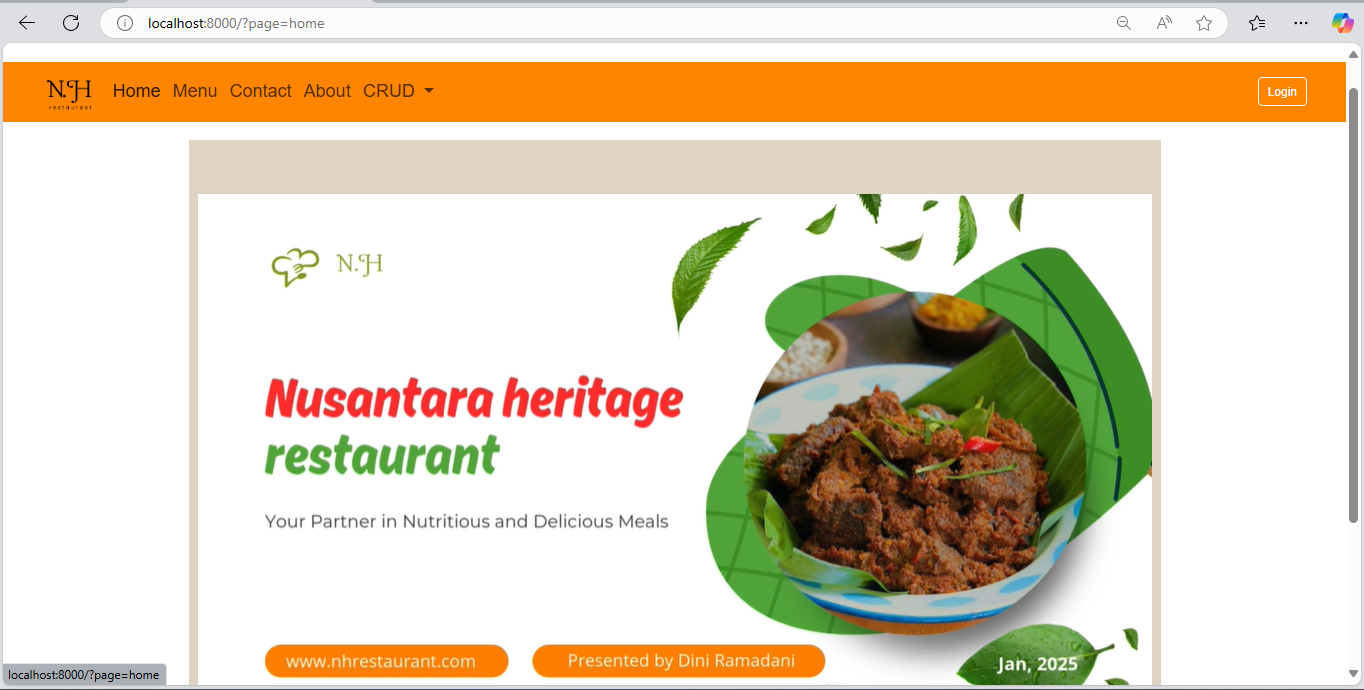 localhost:8000/?page=home
N.H
restaurant
Home Menu Contact About CRUD
Login
N.H
Nusantara heritage
restaurant
Your Partner in Nutritious and Delicious Meals
www.nhrestaurant.com
Presented by Dini Ramadani
Jan, 2025
localhost:8000/?page=home